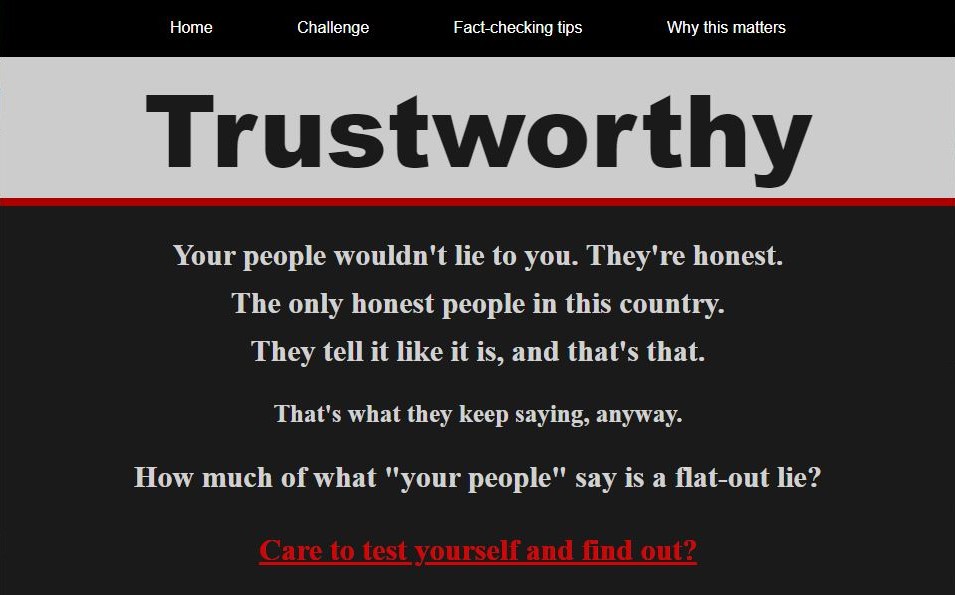 Home Challenge Fact-checking tips Why this matters
Trustworthy
Your people wouldn't lie to you. They're honest.
The only honest people in this country.
They tell it like it is, and that's that.
That's what they keep saying, anyway.
How much of what "your people" say is a flat-out lie?
Care to test yourself and find out?